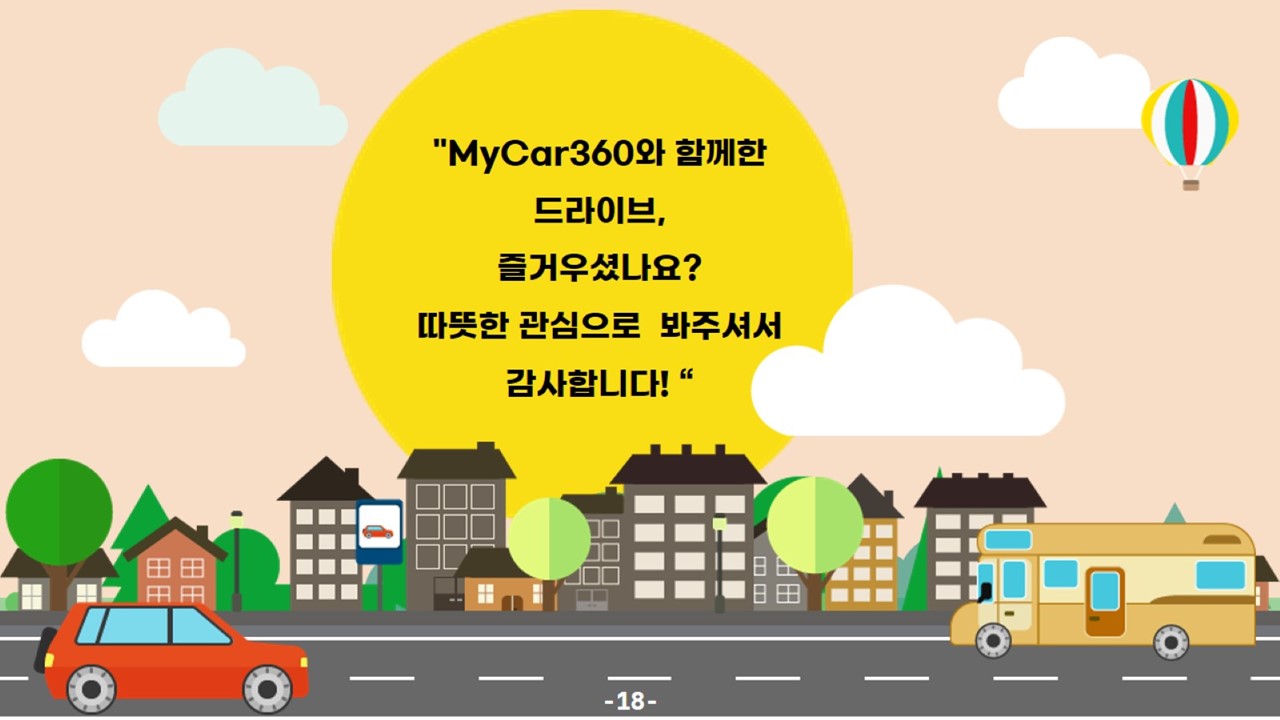 "MyCar360와 함께한
드라이브,
즐거우셨나요?
따뜻한 관심으로  봐주셔서
감사합니다! “
-18-